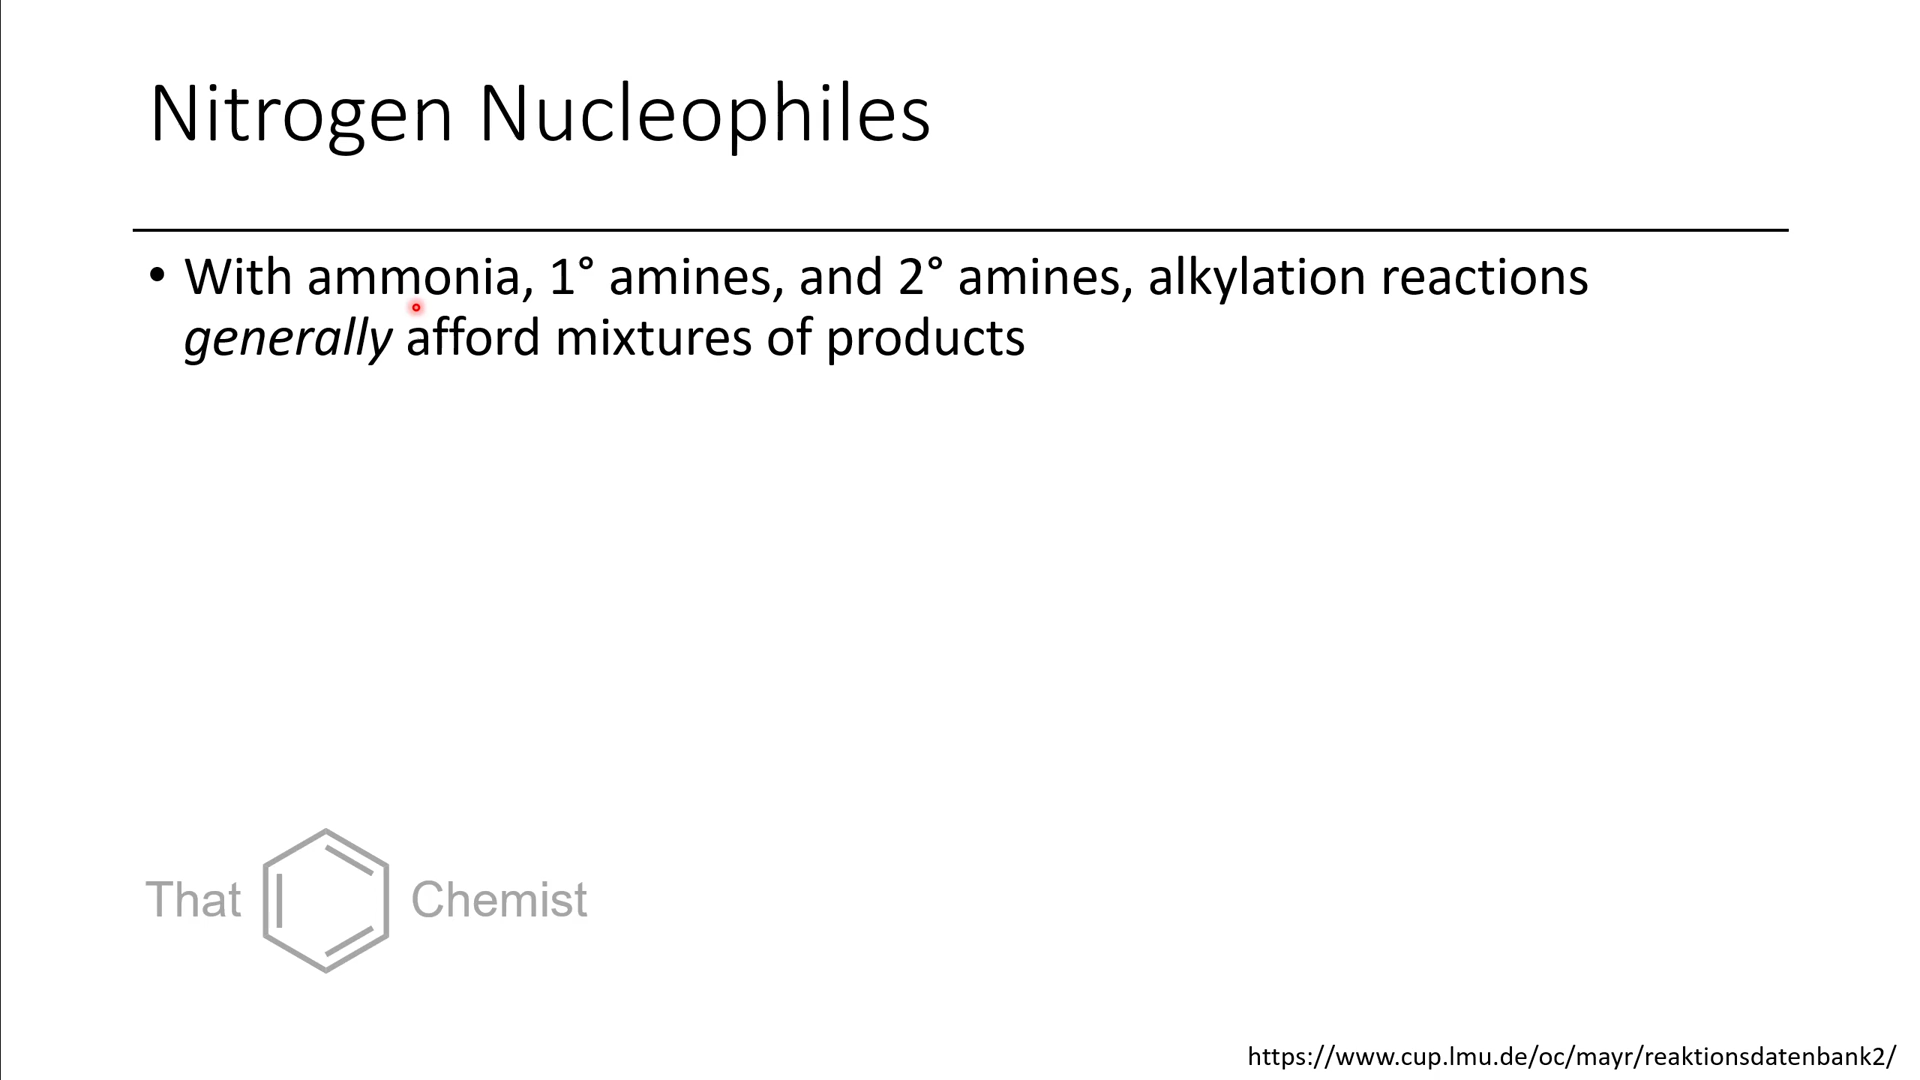 Nitrogen Nucleophiles
• With ammonia, 1° amines, and 2° amines, alkylation reactions
generally afford mixtures of products
That Chemist
https://www.cup.lmu.de/oc/mayr/reaktionsdatenbank2/